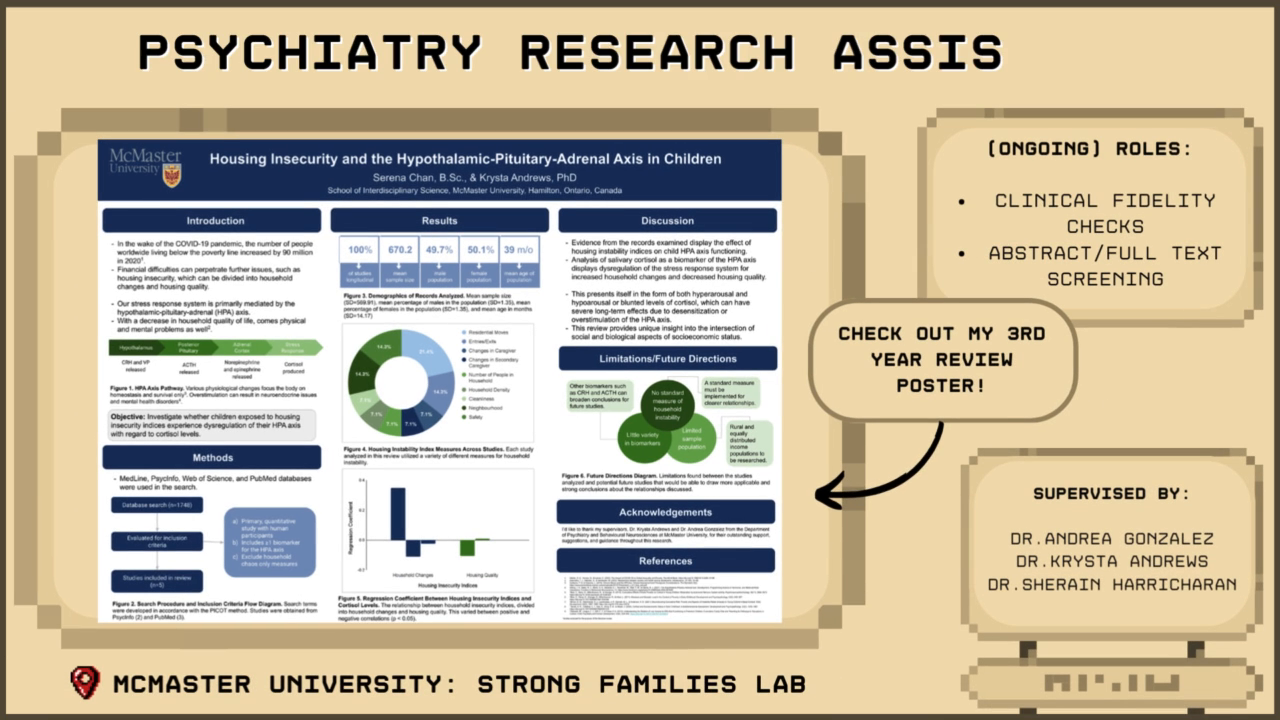 PSYCHIATRY RESEARCH ASSIS
McMaster
University
Housing Insecurity and the Hypothalamic-Pituitary-Adrenal Axis in Children
Serena Chan, B.Sc., & Krysta Andrews, PhD
School of Interdisciplinary Science, McMaster University, Hamilton, Ontario, Canada
Introduction
- In the wake of the COVID-19 pandemic, the number of people
worldwide living below the poverty line increased by 90 million
in 2020¹.
- Financial difficulties can perpetrate further issues, such as
housing insecurity, which can be divided into household
changes and housing quality.
- Our stress response system is primarily mediated by the
hypothalamic-pituitary-adrenal (HPA) axis.
- With a decrease in household quality of life, comes physical
and mental problems as well².
Hypothalamus
Posterior
Pituitary
Adrenal
Cortex
Stress
Response
CRH and VP
released
ACTH
released
Norepinephrine
and epinephrine
released
Cortisol
produced
Figure 1. HPA Axis Pathway. Various physiological changes focus the body on
homeostasis and survival only³. Overstimulation can result in neuroendocrine issues
and mental health disorders⁴.
Objective: Investigate whether children exposed to housing
insecurity indices experience dysregulation of their HPA axis
with regard to cortisol levels.
Methods
- MedLine, PsycInfo, Web of Science, and PubMed databases
were used in the search.
Database search (n=1748)
Evaluated for inclusion
criteria
Studies included in review
(n=5)
a) Primary, quantitative
study with human
participants
b) Includes ≥1 biomarker
for the HPA axis
c) Exclude household
chaos only measures
Figure 2. Search Procedure and Inclusion Criteria Flow Diagram. Search terms
were developed in accordance with the PICOT method. Studies were obtained from
PsycInfo (2) and PubMed (3).
Results
100%
of studies
longitudinal
670.2
mean
sample size
49.7%
male
population
50.1%
female
population
39 m/o
mean age of
population
Figure 3. Demographics of Records Analyzed. Mean sample size
(SD=569.91), mean percentage of males in the population (SD=1.35), mean
percentage of females in the population (SD=1.38), and mean age in months
(SD=14.17)
21.4%
14.3%
7.1%
7.1%
7.1%
7.1%
14.3%
14.3%
Residential Moves
Entries/Exits
Changes in Caregiver
Changes in Secondary
Caregiver
Number of People in
Household
Household Density
Cleanliness
Neighbourhood
Safety
Figure 4. Housing Instability Index Measures Across Studies. Each study
analyzed in this review utilized a variety of different measures for household
instability.
Regression Coefficient
0.4
0.2
0.0
-0.2
Household Changes
Housing Quality
Housing Insecurity Indices
Figure 5. Regression Coefficient Between Housing Insecurity Indices and
Cortisol Levels. The relationship between household insecurity indices, divided
into household changes and housing quality. This varied between positive and
negative correlations (p < 0.05).
Discussion
- Evidence from the records examined display the effect of
housing instability indices on child HPA axis functioning.
- Analysis of salivary cortisol as a biomarker of the HPA axis
displays dysregulation of the stress response system for
increased household changes and decreased housing quality.
- This presents itself in the form of both hyperarousal and
hypoarousal or blunted levels of cortisol, which can have
severe long-term effects due to desensitization or
overstimulation of the HPA axis.
- This review provides unique insight into the intersection of
social and biological aspects of socioeconomic status.
Limitations/Future Directions
Other biomarkers such
as CRH and ACTH can
broaden conclusions for
future studies.
No standard
measure of
household
instability
A standard measure
must be
implemented for
clearer relationships.
Little variety
in biomarkers
Limited
sample
population
Rural and
equally
distributed
income
populations to
be researched.
Figure 6. Future Directions Diagram. Limitations found between the studies
analyzed and potential future studies that would be able to draw more applicable and
strong conclusions about the relationships discussed.
Acknowledgements
I'd like to thank my supervisors, Dr. Krysta Andrews and Dr. Andrea Gonzalez from the Department
of Psychiatry and Behavioural Neurosciences at McMaster University, for their outstanding support,
suggestions, and guidance throughout this research.
References
(ONGOING) ROLES:
• CLINICAL FIDELITY
CHECKS
• ABSTRACT/FULL TEXT
SCREENING
CHECK OUT MY 3RD
YEAR REVIEW
POSTER!
SUPERVISED BY:
DR.ANDREA GONZALEZ
DR.KRYSTA ANDREWS
HARRICHARAN
MCMASTER UNIVERSITY: STRONG FAMILIES LAB